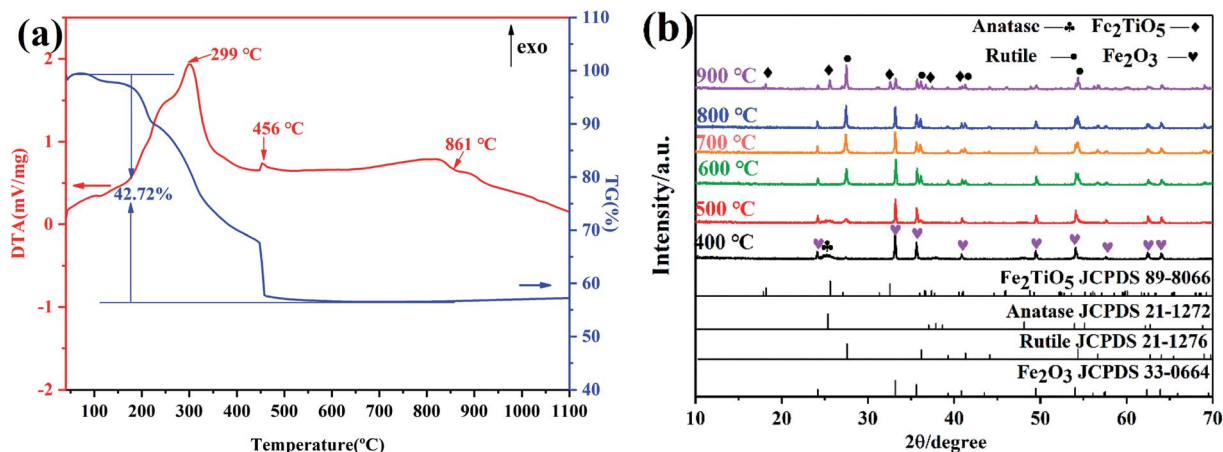 (a)
exo
299 °C
456 °C
861 °C
42.72%
DTA(mV/mg)
2
1
0
-1
-2
TG(%)
110
100
90
80
70
60
50
40
100 200 300 400 500 600 700 800 900 1000 1100
Temperature(ºC)
(b)
Anatase —♣ Fe2TiO5 —♦
Rutile —● Fe2O3 —♥
900 °C
800 °C
700 °C
600 °C
500 °C
400 °C
Fe2TiO5 JCPDS 89-8066
Anatase JCPDS 21-1272
Rutile JCPDS 21-1276
Fe2O3 JCPDS 33-0664
Intensity/a.u.
10 20 30 40 50 60 70
2θ/degree